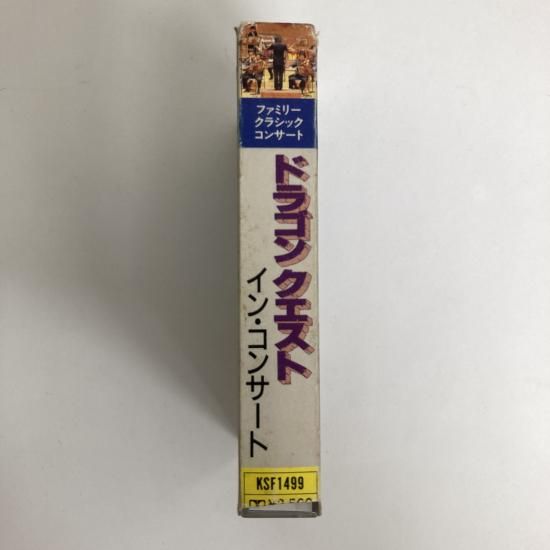 ファミリー
クラシック
コンサート
ドラゴンクエスト
イン・コンサート
KSF1499